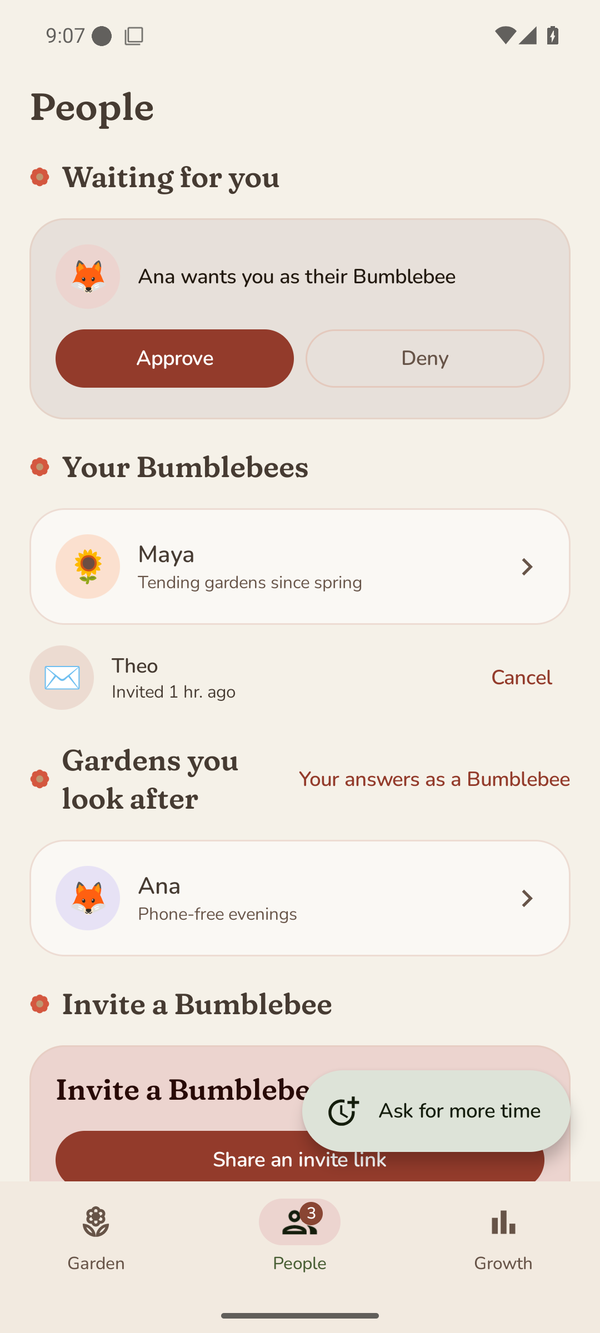 9:07
People
Waiting for you
Ana wants you as their Bumblebee
Approve
Deny
Your Bumblebees
Maya
Tending gardens since spring
Theo
Invited 1 hr. ago
Cancel
Gardens you
look after
Your answers as a Bumblebee
Ana
Phone-free evenings
Invite a Bumblebee
Invite a Bumblebe
Ask for more time
Share an invite link
3
Garden
People
Growth